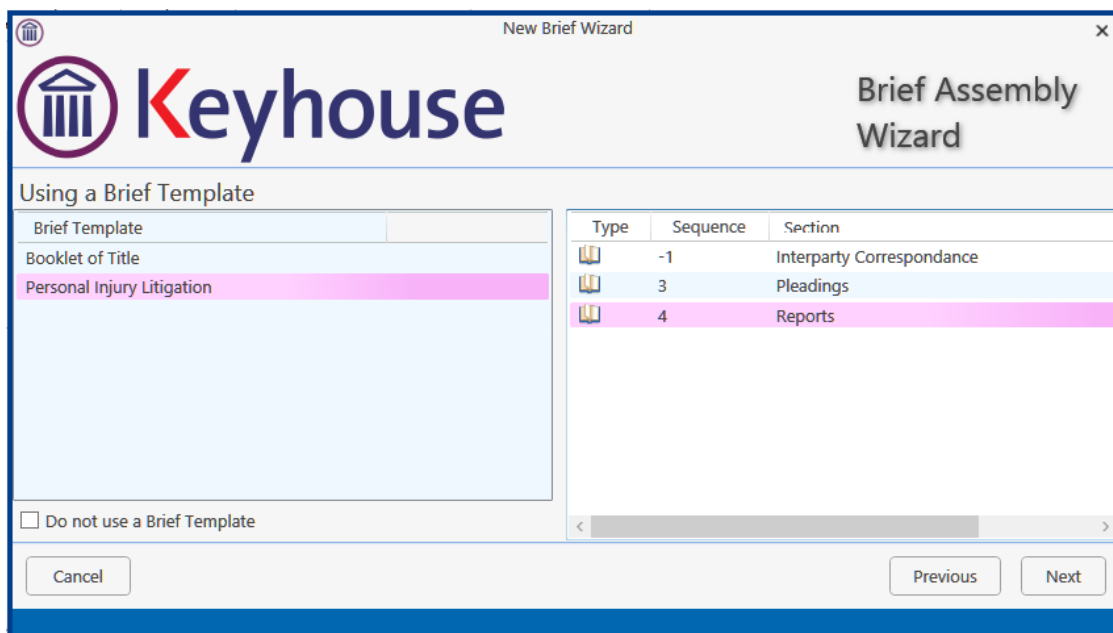 New Brief Wizard
Keyhouse
Brief Assembly
Wizard
Using a Brief Template
Brief Template
Booklet of Title
Personal Injury Litigation
Type Sequence Section
-1 Interparty Correspondance
3 Pleadings
4 Reports
Do not use a Brief Template
Cancel Previous Next